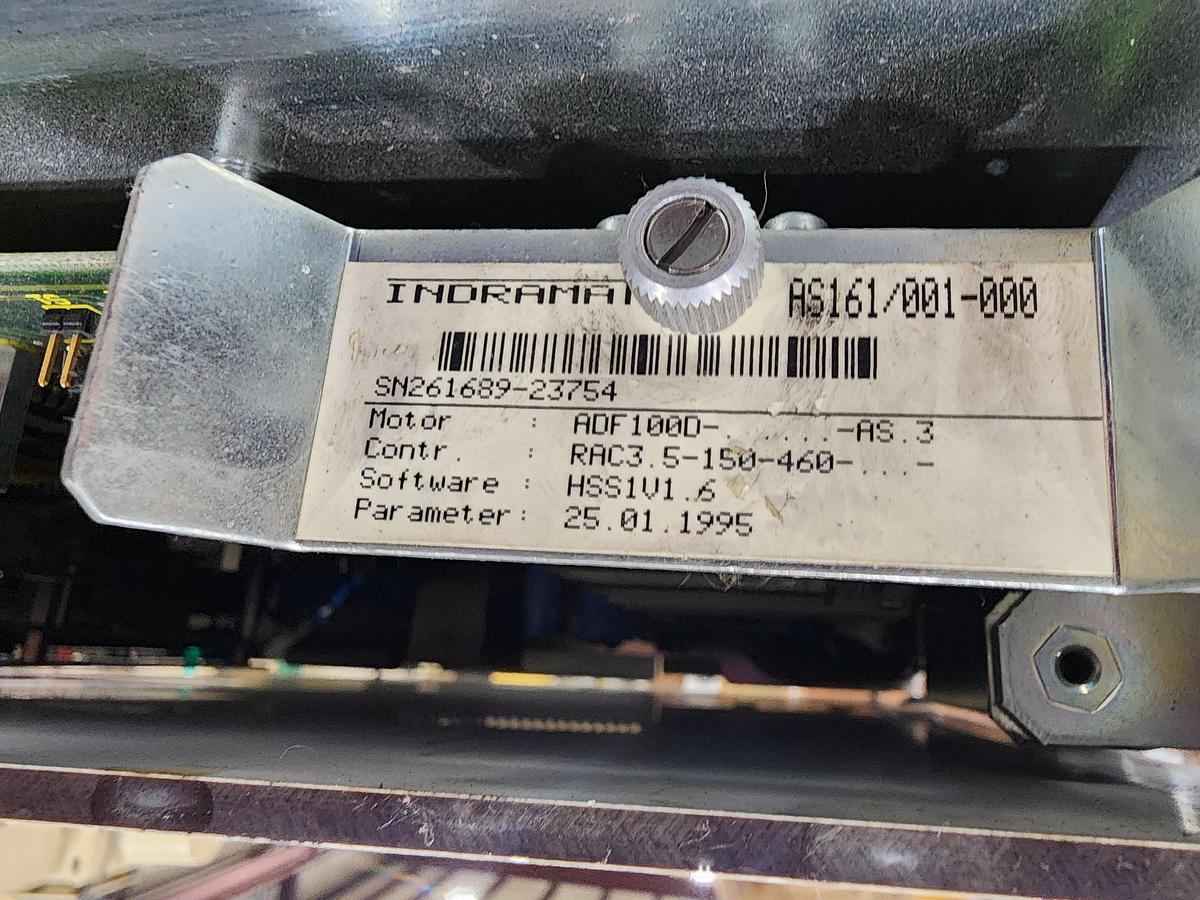 INDRAMAT AS161/001-000
SN261689-23754
Motor : ADF100D-. .....-AS.3
Contr. : RAC3.5-150-460-...-
Software : HSS1V1.6
Parameter: 25.01.1995